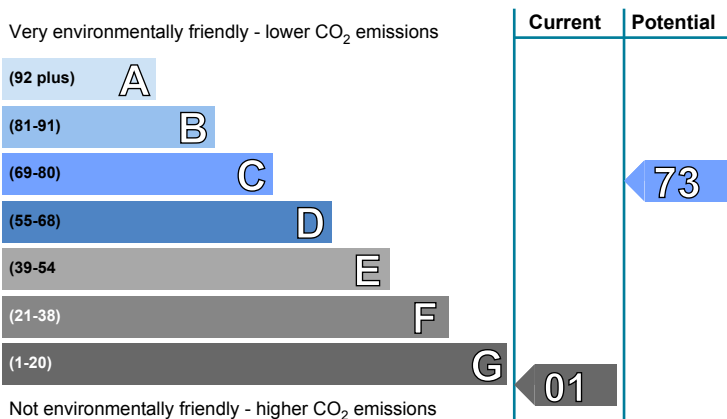 Current Potential
Very environmentally friendly - lower CO2 emissions
(92 plus) A
(81-91) B
(69-80) C
73
(55-68) D
(39-54 E
(21-38) F
(1-20) G
01
Not environmentally friendly - higher CO2 emissions